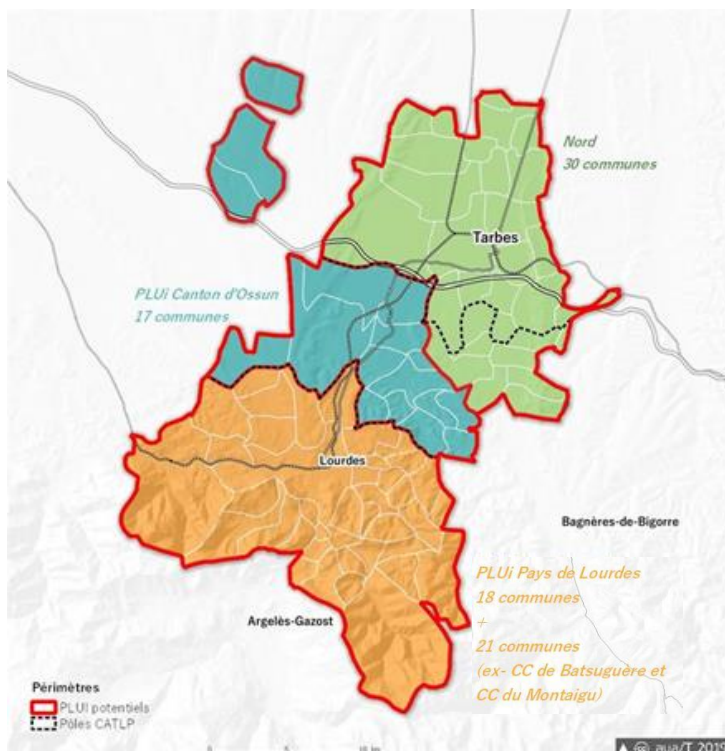 Nord
30 communes
Tarbes
PLUi Canton d'Ossun
17 communes
Lourdes
Bagnères-de-Bigorre
PLUi Pays de Lourdes
18 communes
+
21 communes
(ex- CC de Batsuguère et
CC du Montaigu)
Argelès-Gazost
Périmètres
PLUI potentiels
Pôles CATLP